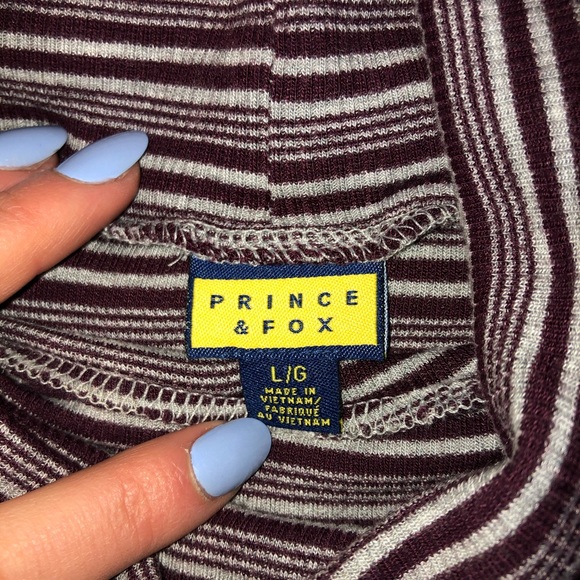 PRINCE
& FOX
L/G
MADE IN
VIETNAM/
FABRIQUÉ
AU VIETNAM